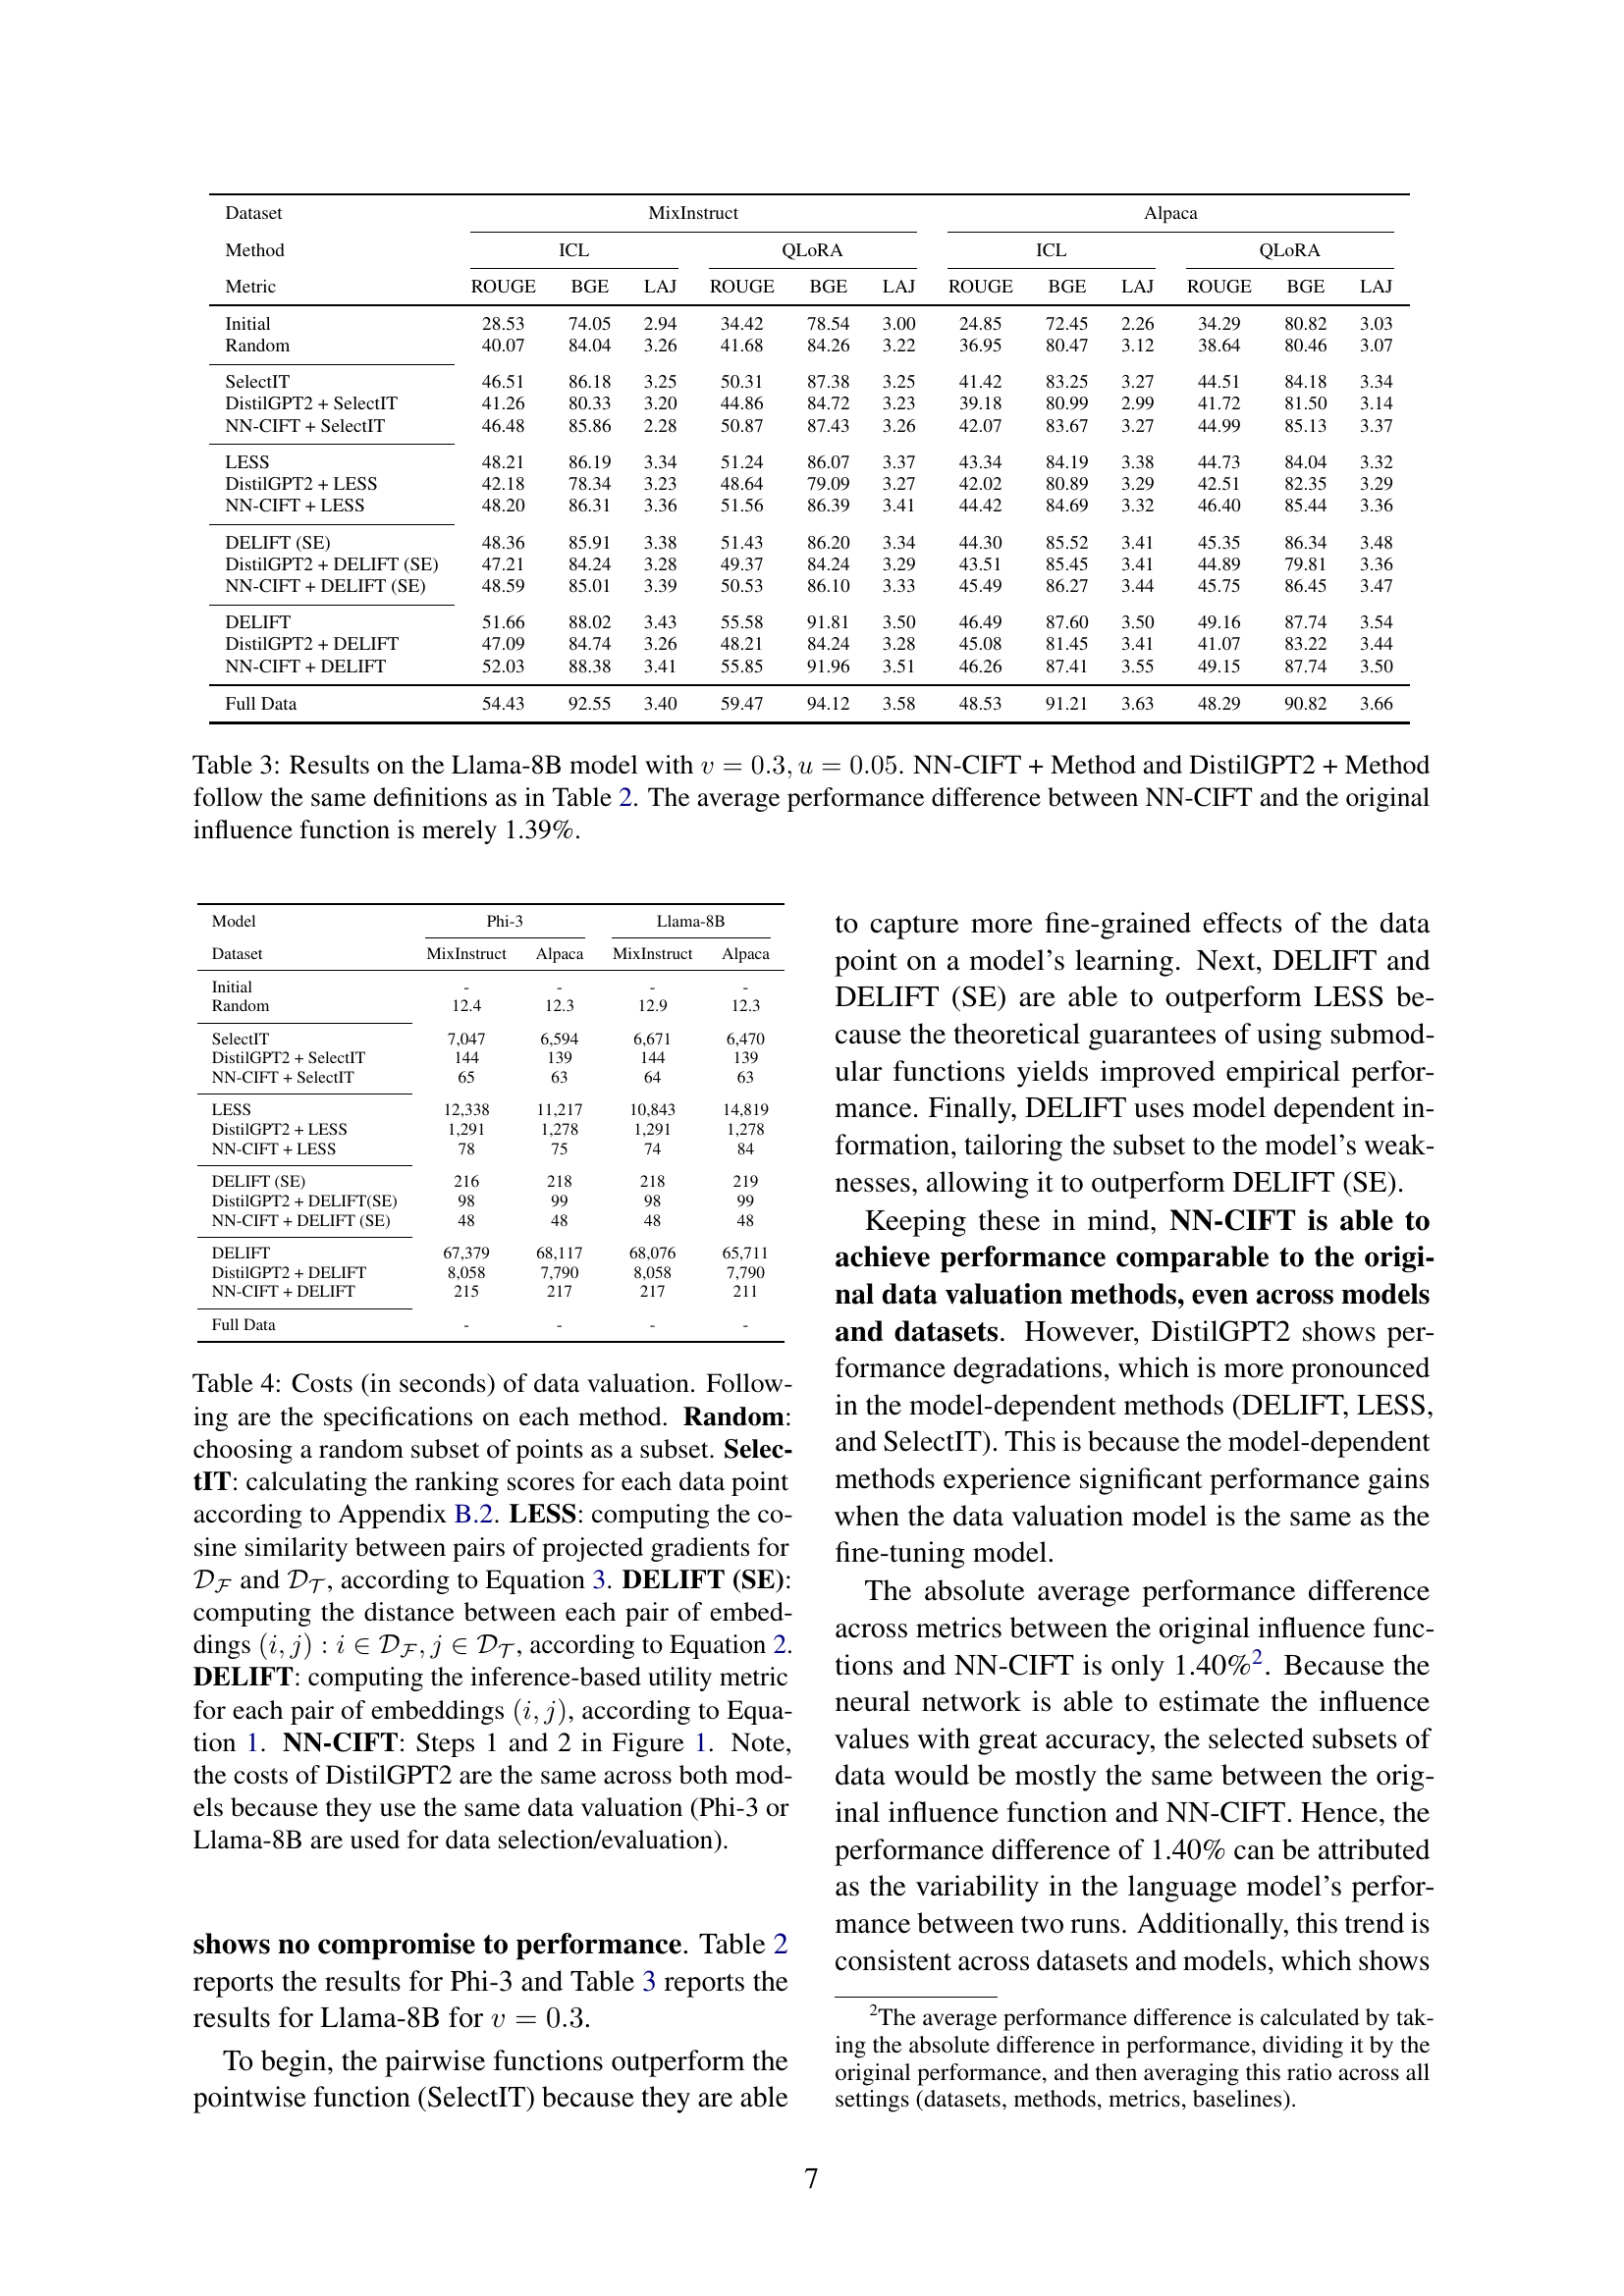 Dataset MixInstruct Alpaca
Method ICL QLoRA ICL QLoRA
Metric ROUGE BGE LAJ ROUGE BGE LAJ ROUGE BGE LAJ ROUGE BGE LAJ
Initial 28.53 74.05 2.94 34.42 78.54 3.00 24.85 72.45 2.26 34.29 80.82 3.03
Random 40.07 84.04 3.26 41.68 84.26 3.22 36.95 80.47 3.12 38.64 80.46 3.07
SelectIT 46.51 86.18 3.25 50.31 87.38 3.25 41.42 83.25 3.27 44.51 84.18 3.34
DistilGPT2 + SelectIT 41.26 80.33 3.20 44.86 84.72 3.23 39.18 80.99 2.99 41.72 81.50 3.14
NN-CIFT + SelectIT 46.48 85.86 2.28 50.87 87.43 3.26 42.07 83.67 3.27 44.99 85.13 3.37
LESS 48.21 86.19 3.34 51.24 86.07 3.37 43.34 84.19 3.38 44.73 84.04 3.32
DistilGPT2 + LESS 42.18 78.34 3.23 48.64 79.09 3.27 42.02 80.89 3.29 42.51 82.35 3.29
NN-CIFT + LESS 48.20 86.31 3.36 51.56 86.39 3.41 44.42 84.69 3.32 46.40 85.44 3.36
DELIFT (SE) 48.36 85.91 3.38 51.43 86.20 3.34 44.30 85.52 3.41 45.35 86.34 3.48
DistilGPT2 + DELIFT (SE) 47.21 84.24 3.28 49.37 84.24 3.29 43.51 85.45 3.41 44.89 79.81 3.36
NN-CIFT + DELIFT (SE) 48.59 85.01 3.39 50.53 86.10 3.33 45.49 86.27 3.44 45.75 86.45 3.47
DELIFT 51.66 88.02 3.43 55.58 91.81 3.50 46.49 87.60 3.50 49.16 87.74 3.54
DistilGPT2 + DELIFT 47.09 84.74 3.26 48.21 84.24 3.28 45.08 81.45 3.41 41.07 83.22 3.44
NN-CIFT + DELIFT 52.03 88.38 3.41 55.85 91.96 3.51 46.26 87.41 3.55 49.15 87.74 3.50
Full Data 54.43 92.55 3.40 59.47 94.12 3.58 48.53 91.21 3.63 48.29 90.82 3.66
Table 3: Results on the Llama-8B model with v = 0.3, u = 0.05. NN-CIFT + Method and DistilGPT2 + Method
follow the same definitions as in Table 2. The average performance difference between NN-CIFT and the original
influence function is merely 1.39%.
Model Phi-3 Llama-8B
Dataset MixInstruct Alpaca MixInstruct Alpaca
Initial - - - -
Random 12.4 12.3 12.9 12.3
SelectIT 7,047 6,594 6,671 6,470
DistilGPT2 + SelectIT 144 139 144 139
NN-CIFT + SelectIT 65 63 64 63
LESS 12,338 11,217 10,843 14,819
DistilGPT2 + LESS 1,291 1,278 1,291 1,278
NN-CIFT + LESS 78 75 74 84
DELIFT (SE) 216 218 218 219
DistilGPT2 + DELIFT(SE) 98 99 98 99
NN-CIFT + DELIFT (SE) 48 48 48 48
DELIFT 67,379 68,117 68,076 65,711
DistilGPT2 + DELIFT 8,058 7,790 8,058 7,790
NN-CIFT + DELIFT 215 217 217 211
Full Data - - - -
Table 4: Costs (in seconds) of data valuation. Follow-
ing are the specifications on each method. Random:
choosing a random subset of points as a subset. Selec-
tIT: calculating the ranking scores for each data point
according to Appendix B.2. LESS: computing the co-
sine similarity between pairs of projected gradients for
𝒟_ℱ and 𝒟_𝒯, according to Equation 3. DELIFT (SE):
computing the distance between each pair of embed-
dings (i, j) : i ∈ 𝒟_ℱ, j ∈ 𝒟_𝒯, according to Equation 2.
DELIFT: computing the inference-based utility metric
for each pair of embeddings (i, j), according to Equa-
tion 1. NN-CIFT: Steps 1 and 2 in Figure 1. Note,
the costs of DistilGPT2 are the same across both mod-
els because they use the same data valuation (Phi-3 or
Llama-8B are used for data selection/evaluation).
shows no compromise to performance. Table 2
reports the results for Phi-3 and Table 3 reports the
results for Llama-8B for v = 0.3.
To begin, the pairwise functions outperform the
pointwise function (SelectIT) because they are able
to capture more fine-grained effects of the data
point on a model's learning. Next, DELIFT and
DELIFT (SE) are able to outperform LESS be-
cause the theoretical guarantees of using submod-
ular functions yields improved empirical perfor-
mance. Finally, DELIFT uses model dependent in-
formation, tailoring the subset to the model's weak-
nesses, allowing it to outperform DELIFT (SE).
Keeping these in mind, NN-CIFT is able to
achieve performance comparable to the origi-
nal data valuation methods, even across models
and datasets. However, DistilGPT2 shows per-
formance degradations, which is more pronounced
in the model-dependent methods (DELIFT, LESS,
and SelectIT). This is because the model-dependent
methods experience significant performance gains
when the data valuation model is the same as the
fine-tuning model.
The absolute average performance difference
across metrics between the original influence func-
tions and NN-CIFT is only 1.40%². Because the
neural network is able to estimate the influence
values with great accuracy, the selected subsets of
data would be mostly the same between the orig-
inal influence function and NN-CIFT. Hence, the
performance difference of 1.40% can be attributed
as the variability in the language model's perfor-
mance between two runs. Additionally, this trend is
consistent across datasets and models, which shows
²The average performance difference is calculated by tak-
ing the absolute difference in performance, dividing it by the
original performance, and then averaging this ratio across all
settings (datasets, methods, metrics, baselines).
7